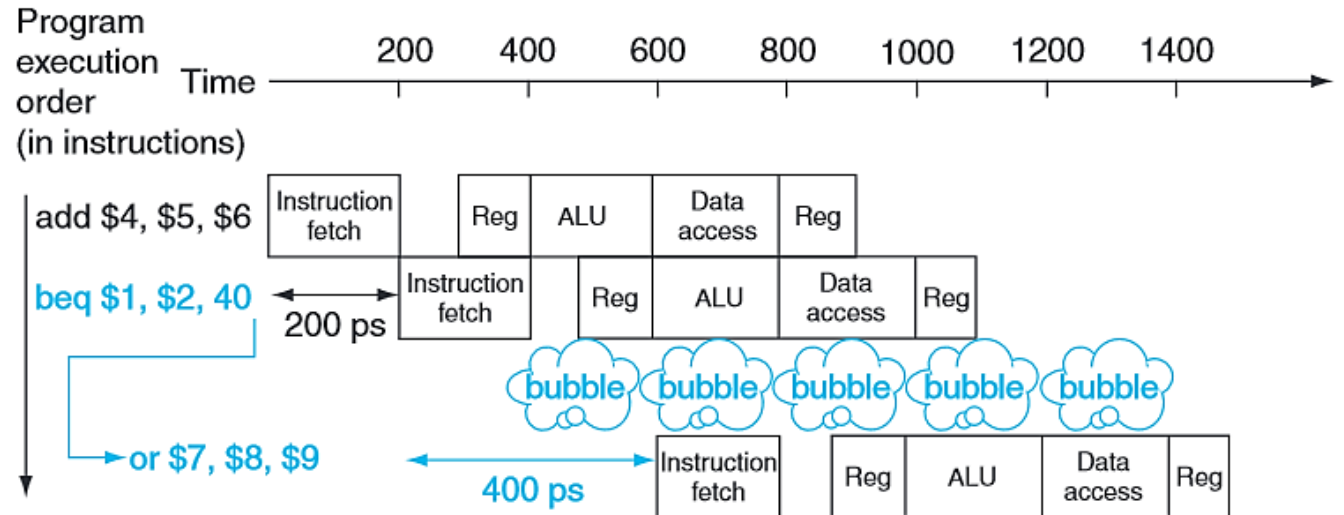 Program
execution
order
(in instructions)
Time
200 400 600 800 1000 1200 1400
add $4, $5, $6
Instruction
fetch
Reg
ALU
Data
access
Reg
beq $1, $2, 40
200 ps
Instruction
fetch
Reg
ALU
Data
access
Reg
bubble bubble bubble bubble bubble
or $7, $8, $9
400 ps
Instruction
fetch
Reg
ALU
Data
access
Reg